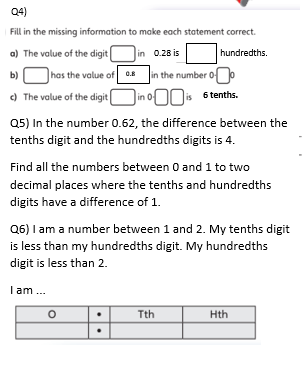 Q4)
Fill in the missing information to make each statement correct.
a) The value of the digit in 0.28 is hundredths.
b) has the value of 0.8 in the number 0· 0
c) The value of the digit in 0· is 6 tenths.
Q5) In the number 0.62, the difference between the
tenths digit and the hundredths digits is 4.
Find all the numbers between 0 and 1 to two
decimal places where the tenths and hundredths
digits have a difference of 1.
Q6) I am a number between 1 and 2. My tenths digit
is less than my hundredths digit. My hundredths
digit is less than 2.
I am ...
O • Tth Hth
•